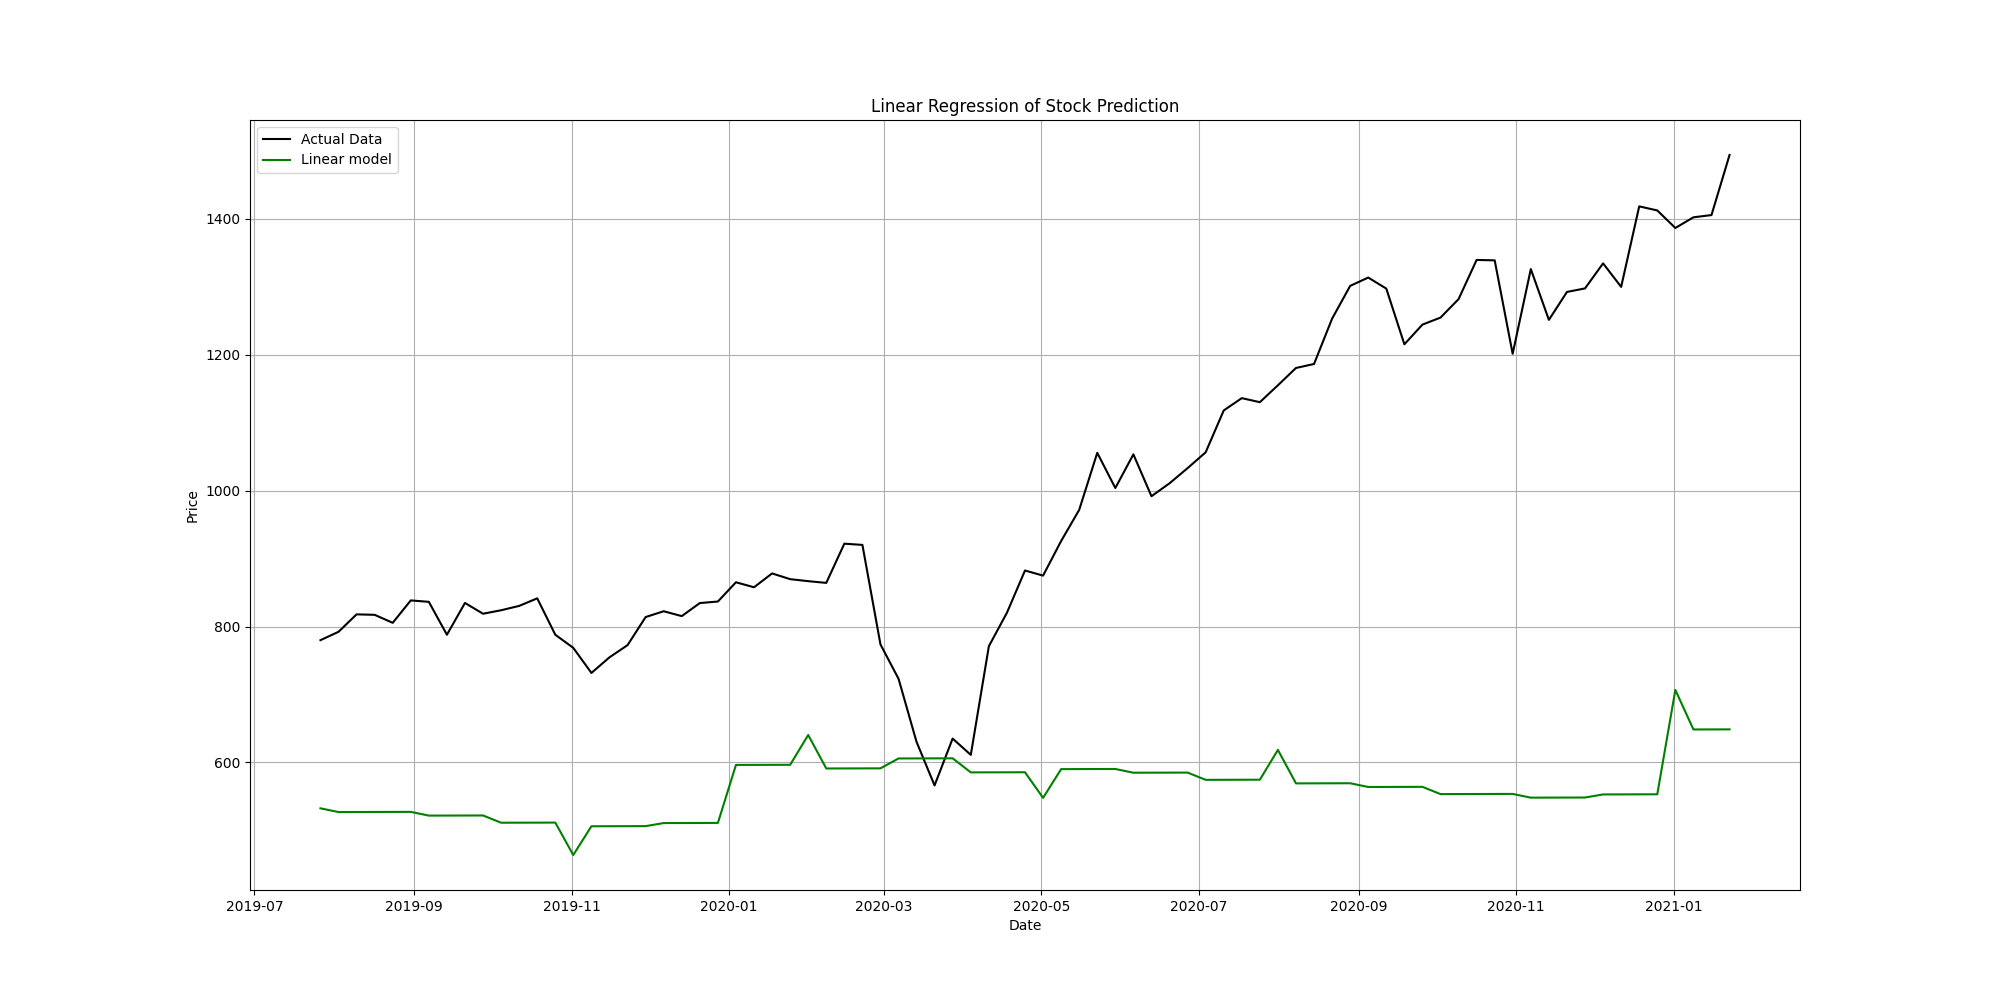 Linear Regression of Stock Prediction
Actual Data
Linear model
1400
1200
1000
800
600
Price
2019-07 2019-09 2019-11 2020-01 2020-03 2020-05 2020-07 2020-09 2020-11 2021-01
Date